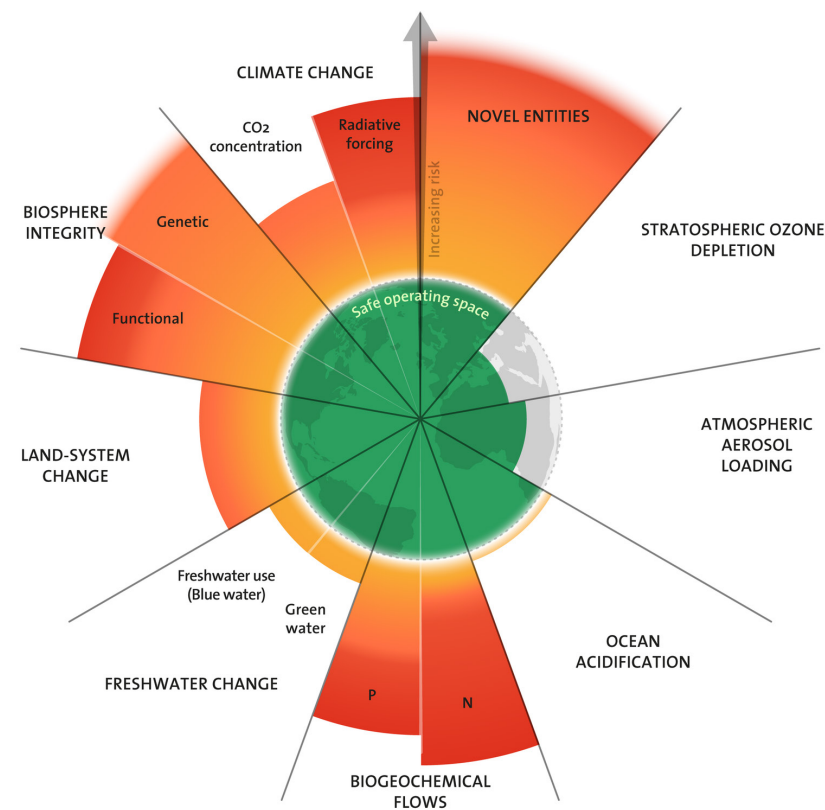 CLIMATE CHANGE
CO2
concentration
Radiative
forcing
NOVEL ENTITIES
Increasing risk
BIOSPHERE
INTEGRITY
Genetic
Functional
STRATOSPHERIC OZONE
DEPLETION
Safe operating space
ATMOSPHERIC
AEROSOL
LOADING
LAND-SYSTEM
CHANGE
Freshwater use
(Blue water)
Green
water
FRESHWATER CHANGE
OCEAN
ACIDIFICATION
P
N
BIOGEOCHEMICAL
FLOWS